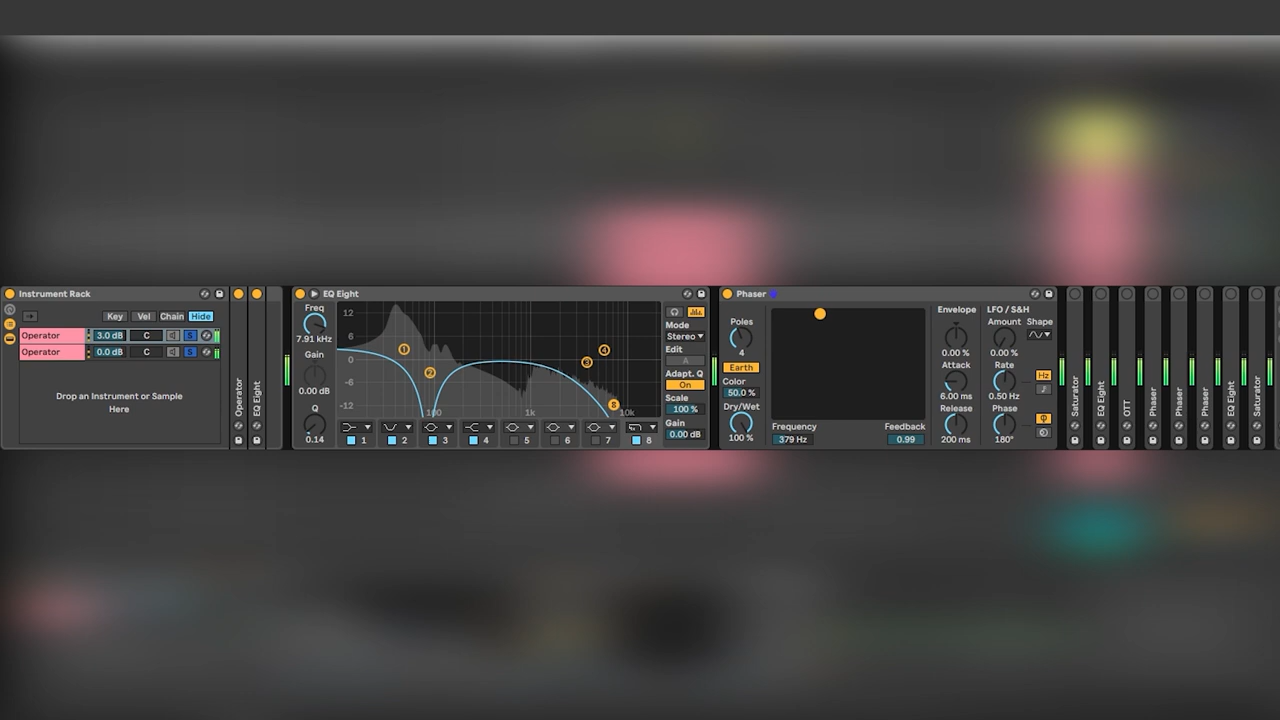 Instrument Rack
Key Vel Chain Hide
Operator 3.0 dB C S
Operator 0.0 dB C S
Drop an Instrument or Sample
Here
Operator
EQ Eight
EQ Eight
Freq
7.91 kHz
Gain
0.00 dB
Q
0.14
12
6
0
-6
-12
100 1k 10k
1
2
3
4
8
1 2 3 4 5 6 7 8
Mode
Stereo
Edit
A
Adapt. Q
On
Scale
100 %
Gain
0.00 dB
Phaser
Poles
4
Earth
Color
50.0 %
Dry/Wet
100 %
Frequency
379 Hz
Feedback
0.99
Envelope
0.00 %
Attack
6.00 ms
Release
200 ms
LFO / S&H
Amount Shape
0.00 %
Rate
0.50 Hz
Hz
Phase
180°
Saturator
EQ Eight
OTT
Phaser
Phaser
Phaser
EQ Eight
Saturator